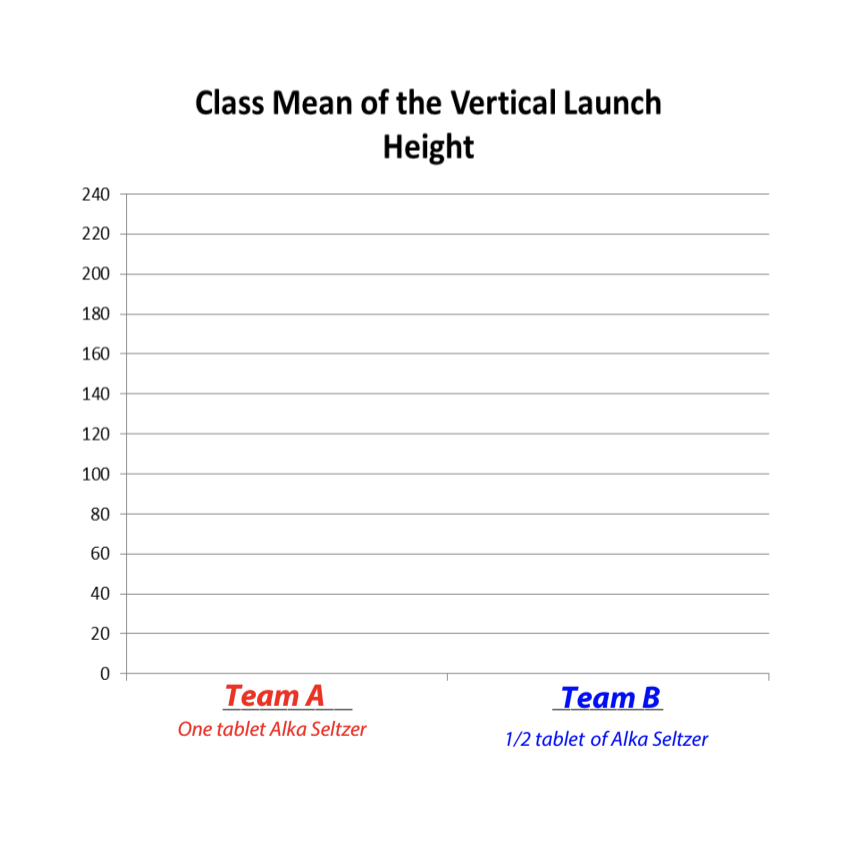 Class Mean of the Vertical Launch
Height
240
220
200
180
160
140
120
100
80
60
40
20
0
Team A
Team B
One tablet Alka Seltzer
1/2 tablet of Alka Seltzer